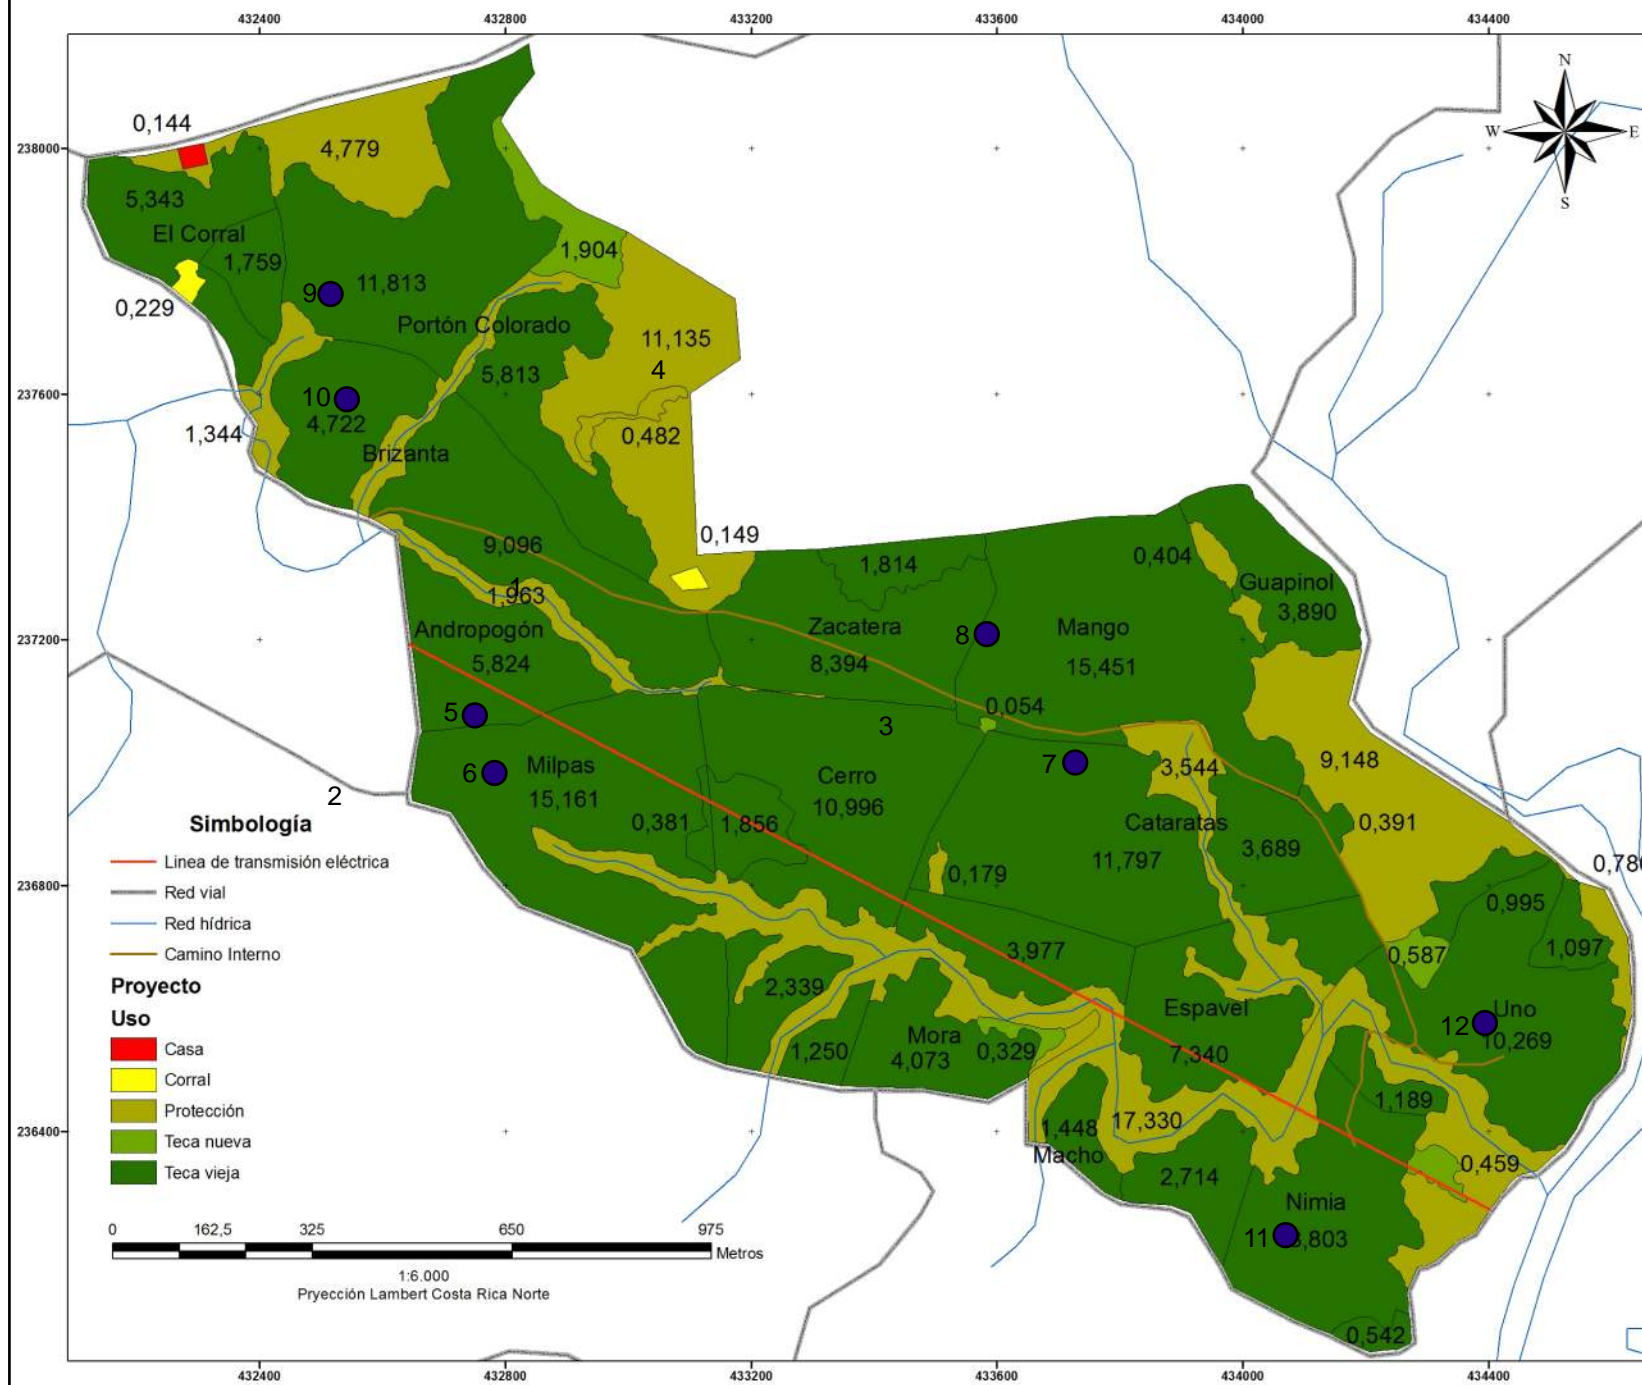 432400 432800 433200 433600 434000 434400
238000
237600
237200
236800
236400
N
W E
S
0,144
4,779
5,343
El Corral
1,759
1,904
0,229
9
11,813
Portón Colorado
11,135
4
5,813
10
4,722
0,482
1,344
Brizanta
0,149
9,096
1,814
0,404
Guapinol
3,890
1
1,963
Andropogón
5,824
Zacatera
8,394
8
Mango
15,451
5
0,054
3
6
Milpas
15,161
Cerro
10,996
7
3,544
9,148
2
0,381
1,856
Cataratas
11,797
3,689
0,391
0,179
0,995
1,097
3,977
0,587
2,339
Espavel
7,340
12
Uno
10,269
1,250
Mora
4,073
0,329
1,189
1,448
Macho
17,330
2,714
0,459
Nimia
11
0,542
Simbología
Linea de transmisión eléctrica
Red vial
Red hídrica
Camino Interno
Proyecto
Uso
Casa
Corral
Protección
Teca nueva
Teca vieja
0 162,5 325 650 975
Metros
1:6.000
Pryección Lambert Costa Rica Norte
432400 432800 433200 433600 434000 434400